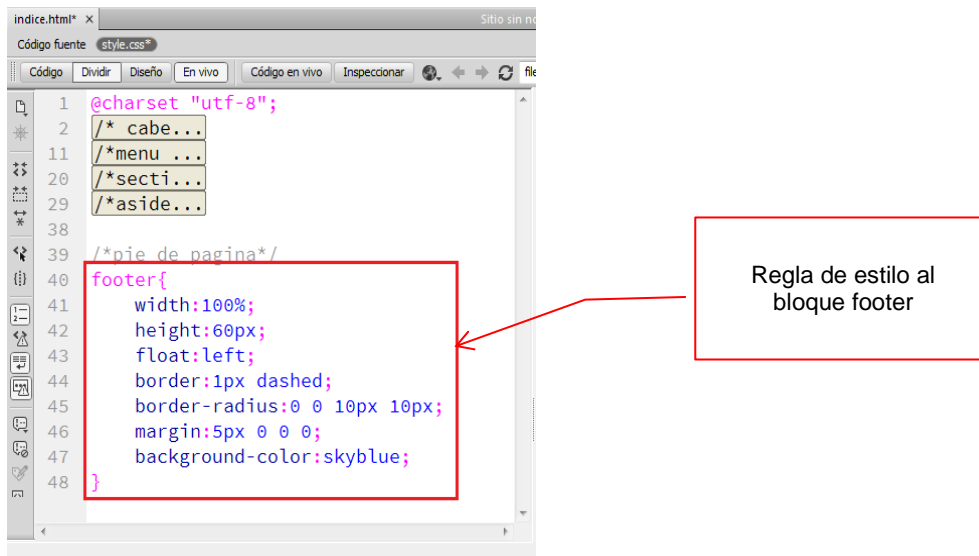 indice.html* ×
Sitio sin no
Código fuente style.css*
Código Dividir Diseño En vivo Código en vivo Inspeccionar file
1 @charset "utf-8";
2 /* cabe...
11 /*menu ...
20 /*secti...
29 /*aside...
38
39 /*pie de pagina*/
40 footer{
41 width:100%;
42 height:60px;
43 float:left;
44 border:1px dashed;
45 border-radius:0 0 10px 10px;
46 margin:5px 0 0 0;
47 background-color:skyblue;
48 }
Regla de estilo al
bloque footer